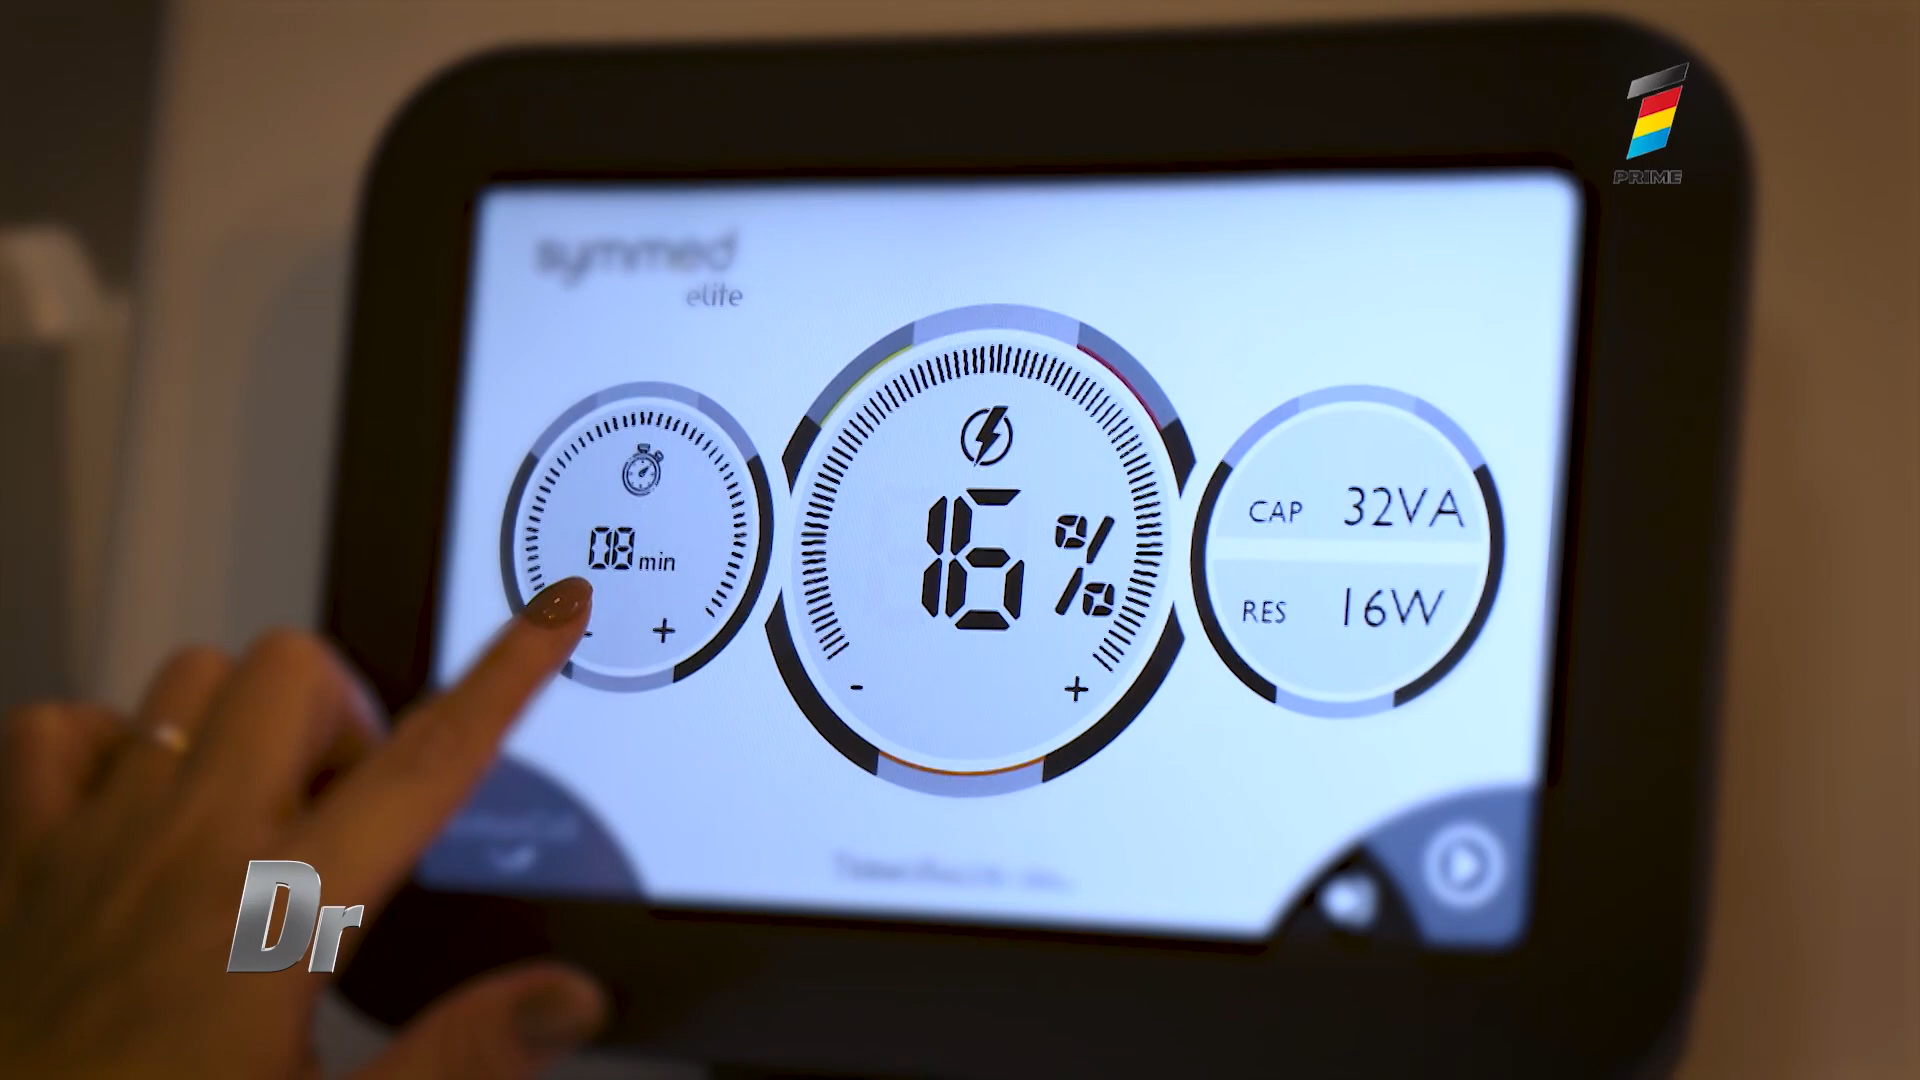 PRIME
symmed
elite
08 min
- +
16 %
- +
CAP 32VA
RES 16W
Dr